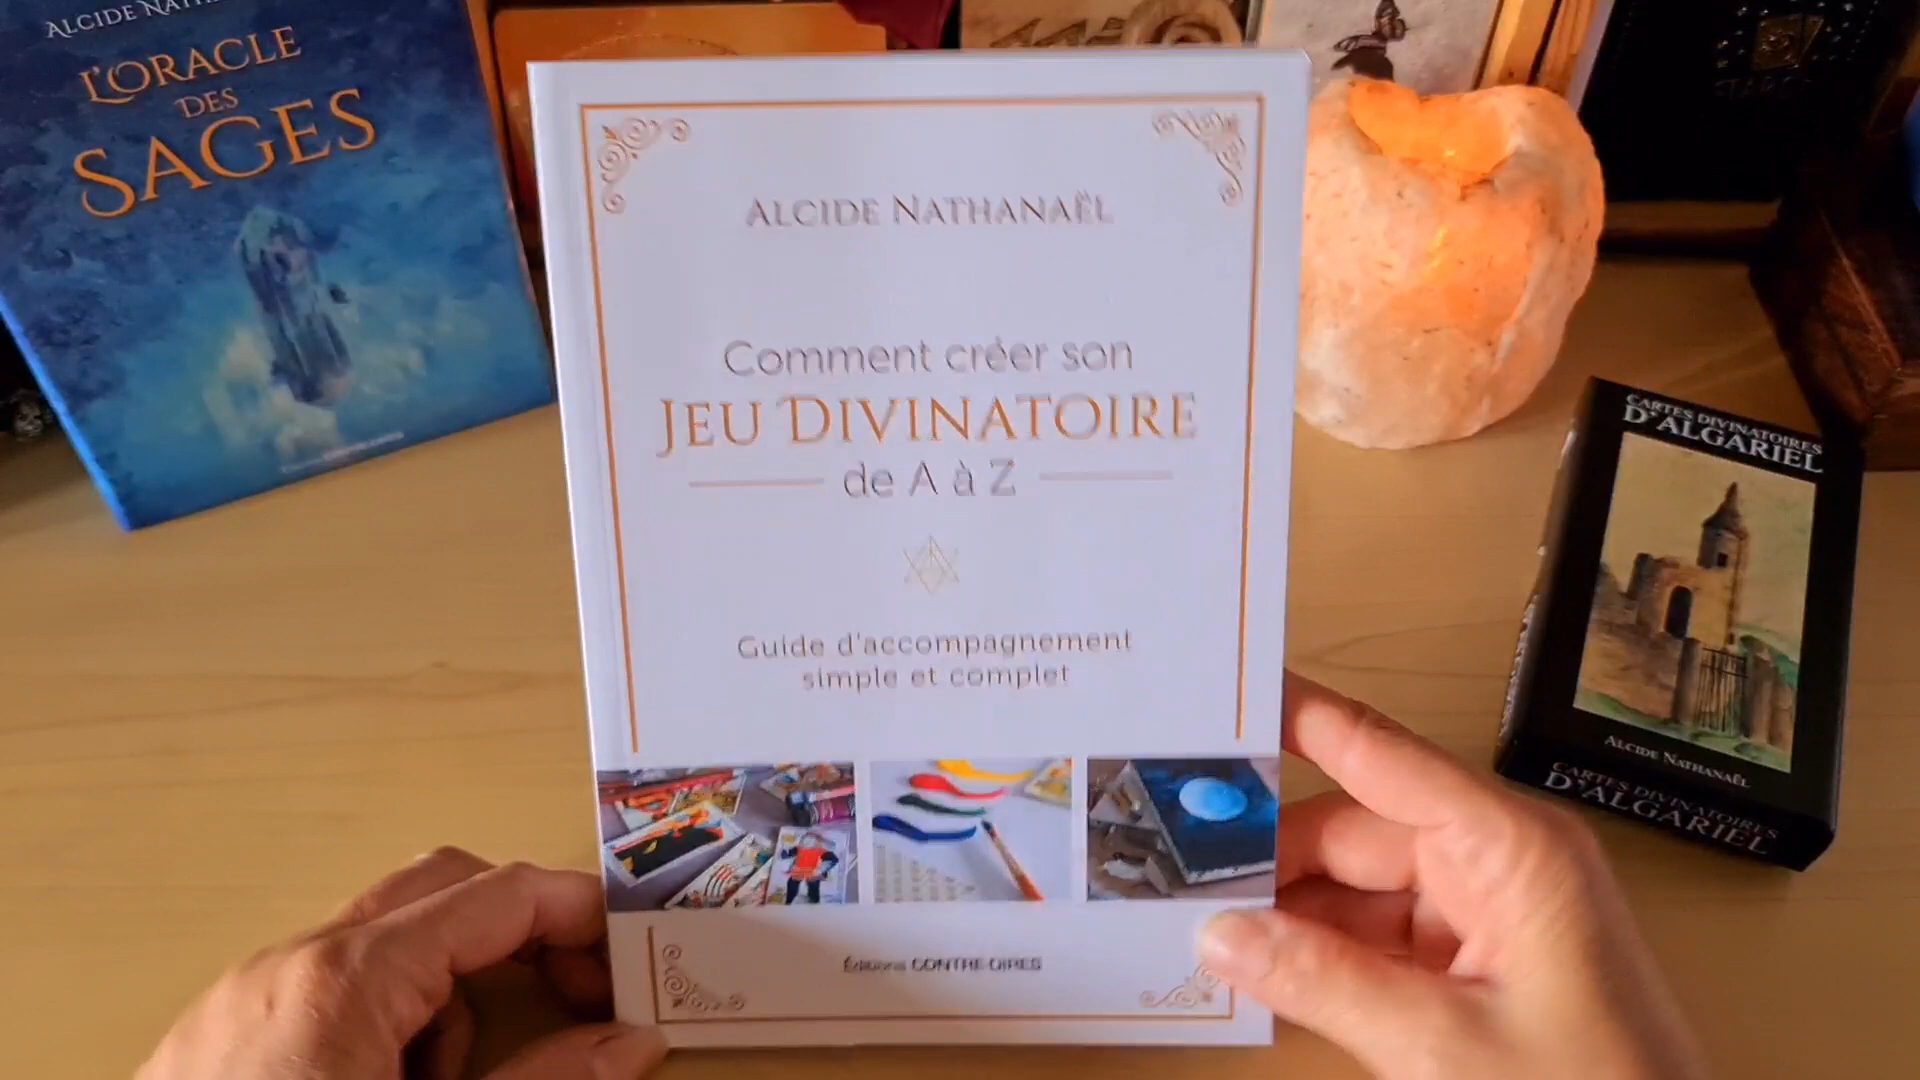 L'ORACLE
DES
SAGES
ALCIDE NATHANAËL
Comment créer son
JEU DIVINATOIRE
de A à Z
Guide d'accompagnement
simple et complet
Éditions CONTRE-DIRES
CARTES DIVINATOIRES
D'ALGARIEL
ALCIDE NATHANAËL
CARTES DIVINATOIRES
D'ALGARIEL